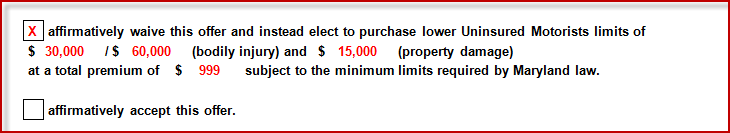 X affirmatively waive this offer and instead elect to purchase lower Uninsured Motorists limits of
$ 30,000 / $ 60,000 (bodily injury) and $ 15,000 (property damage)
at a total premium of $ 999 subject to the minimum limits required by Maryland law.
affirmatively accept this offer.